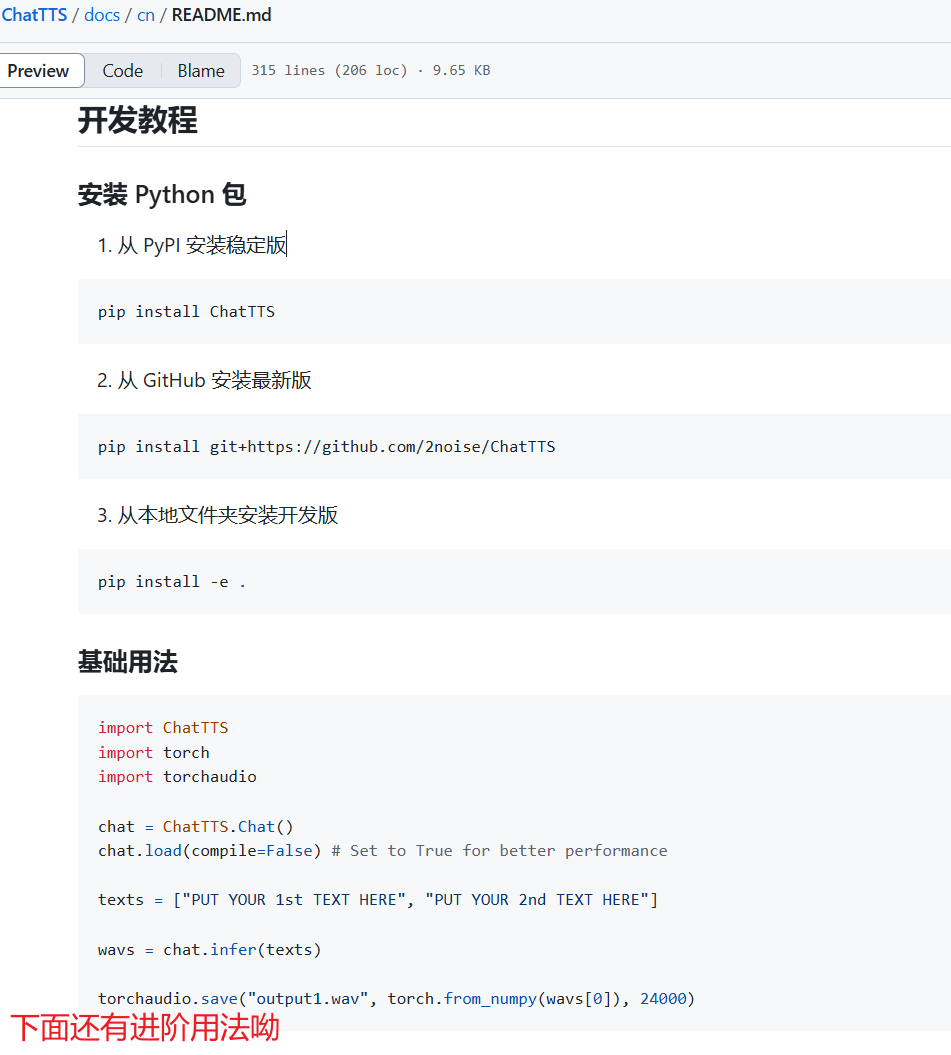 ChatTTS / docs / cn / README.md
Preview Code Blame 315 lines (206 loc) · 9.65 KB
开发教程
安装 Python 包
1. 从 PyPI 安装稳定版
pip install ChatTTS
2. 从 GitHub 安装最新版
pip install git+https://github.com/2noise/ChatTTS
3. 从本地文件夹安装开发版
pip install -e .
基础用法
import ChatTTS
import torch
import torchaudio
chat = ChatTTS.Chat()
chat.load(compile=False) # Set to True for better performance
texts = ["PUT YOUR 1st TEXT HERE", "PUT YOUR 2nd TEXT HERE"]
wavs = chat.infer(texts)
torchaudio.save("output1.wav", torch.from_numpy(wavs[0]), 24000)
下面还有进阶用法呦